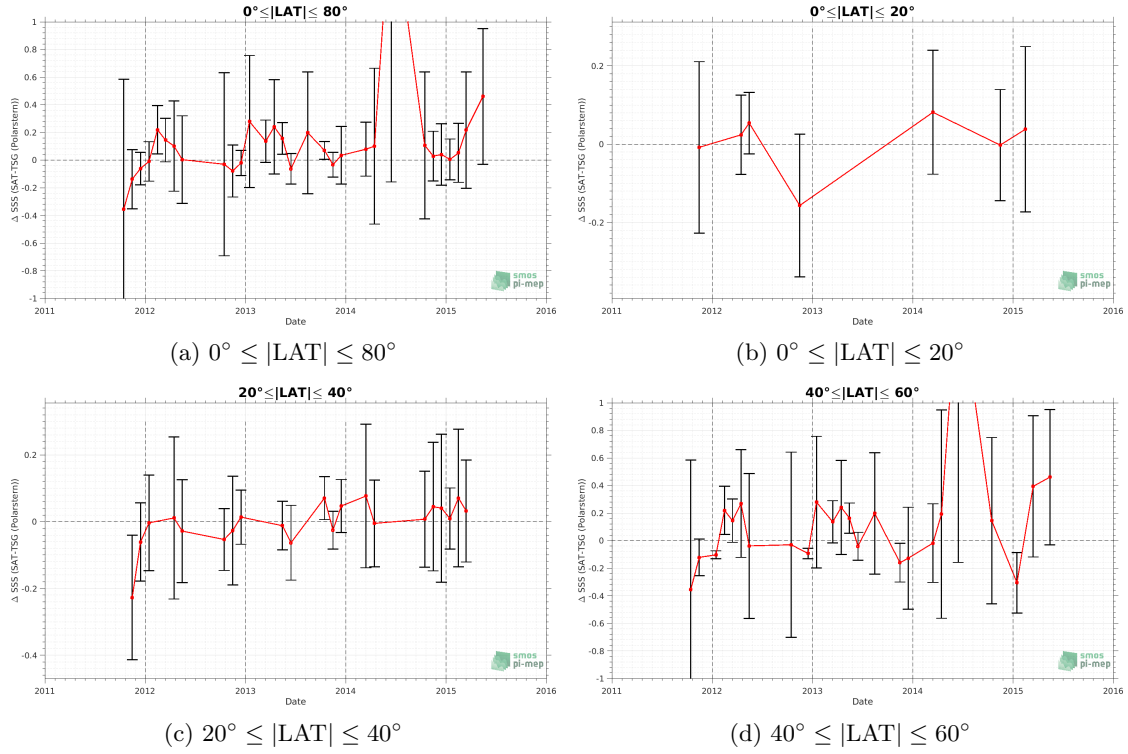 0°≤|LAT|≤ 80°
Δ SSS (SAT-TSG (Polarstern))
1
0.8
0.6
0.4
0.2
0
-0.2
-0.4
-0.6
-0.8
-1
2011 2012 2013 2014 2015 2016
Date
smos
pi-mep
(a) 0° ≤ |LAT| ≤ 80°
0°≤|LAT|≤ 20°
Δ SSS (SAT-TSG (Polarstern))
0.2
0
-0.2
2011 2012 2013 2014 2015 2016
Date
smos
pi-mep
(b) 0° ≤ |LAT| ≤ 20°
20°≤|LAT|≤ 40°
Δ SSS (SAT-TSG (Polarstern))
0.2
0
-0.2
-0.4
2011 2012 2013 2014 2015 2016
Date
smos
pi-mep
(c) 20° ≤ |LAT| ≤ 40°
40°≤|LAT|≤ 60°
Δ SSS (SAT-TSG (Polarstern))
1
0.8
0.6
0.4
0.2
0
-0.2
-0.4
-0.6
-0.8
-1
2011 2012 2013 2014 2015 2016
Date
smos
pi-mep
(d) 40° ≤ |LAT| ≤ 60°